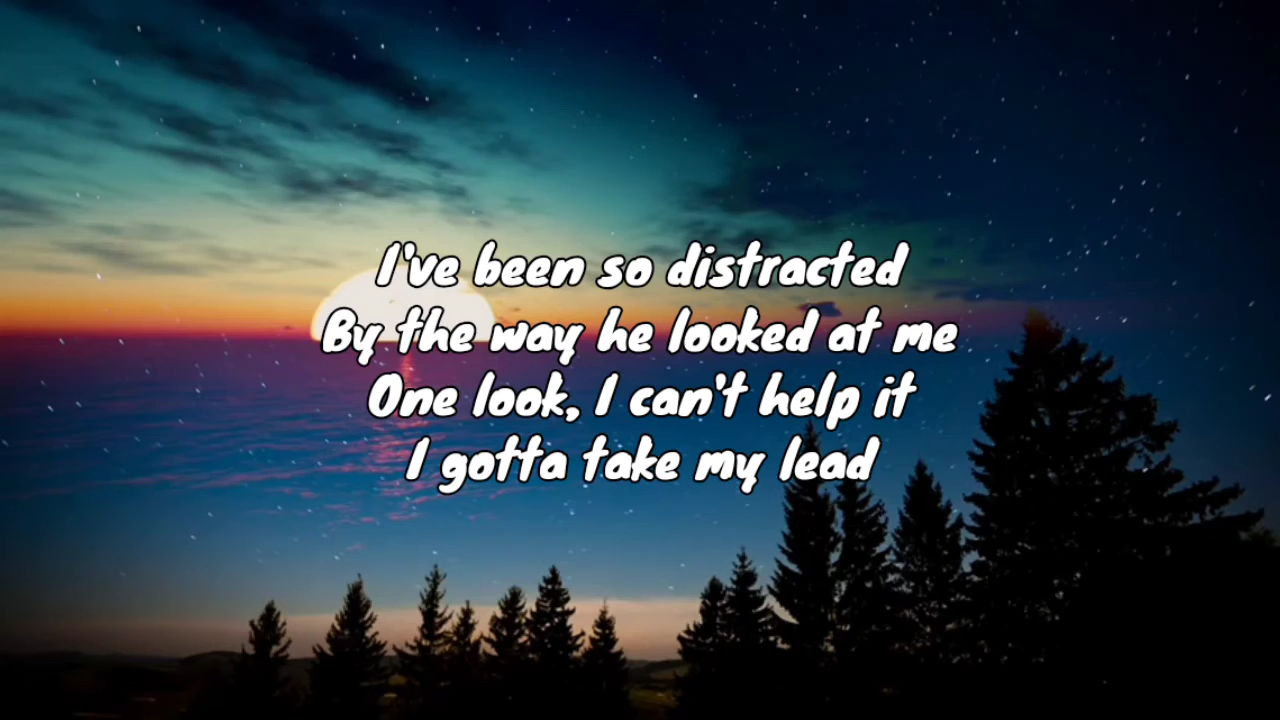 I've been so distracted
By the way he looked at me
One look, I can't help it
I gotta take my lead